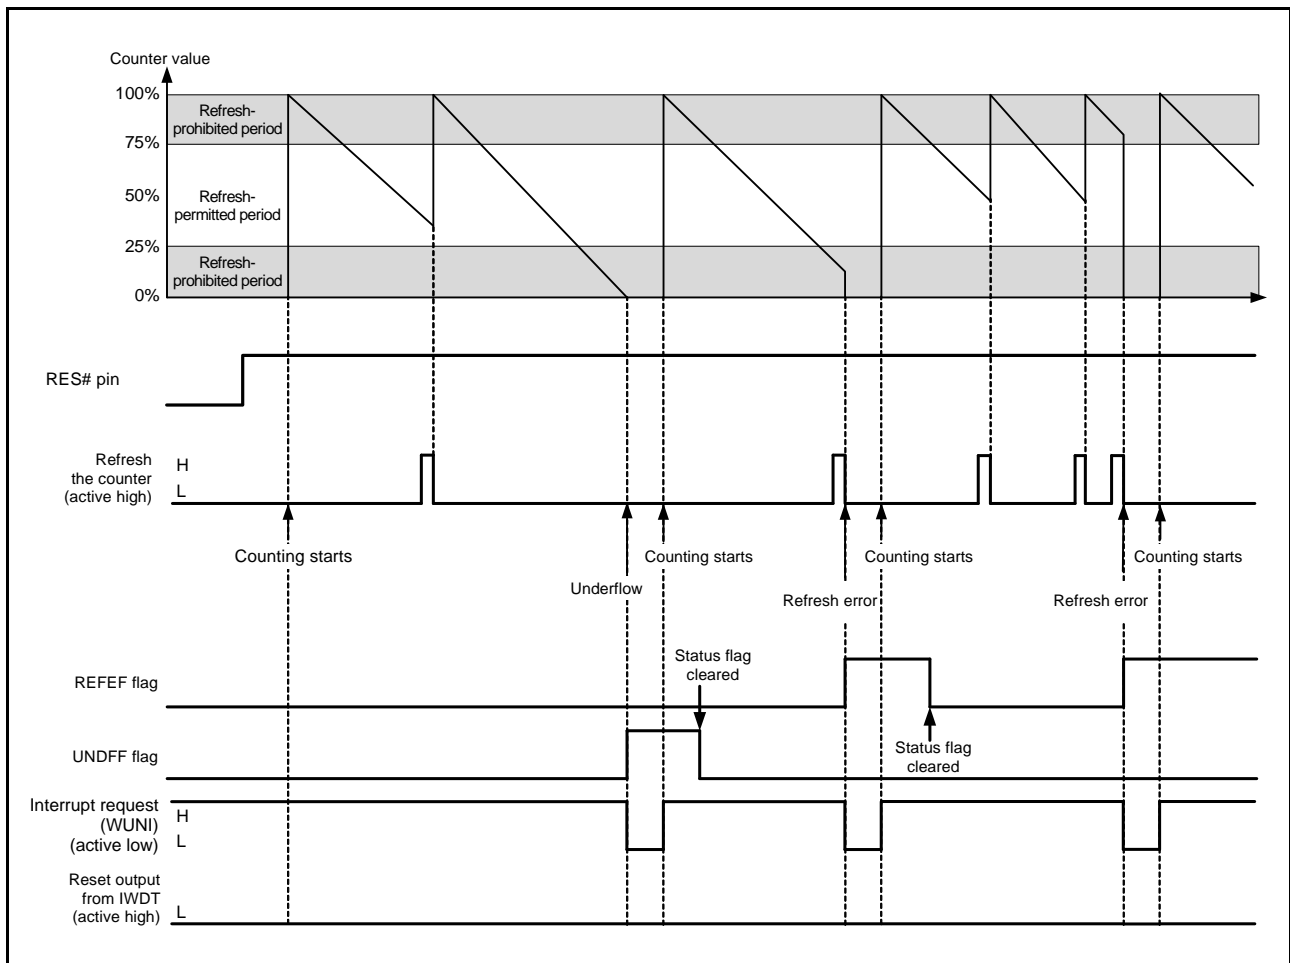 Counter value
100%
Refresh-
prohibited period
75%
50%
Refresh-
permitted period
25%
Refresh-
prohibited period
0%
RES# pin
Refresh
the counter
(active high)
H
L
Counting starts
Counting starts
Counting starts
Counting starts
Underflow
Refresh error
Refresh error
Status flag
cleared
REFEF flag
Status flag
cleared
UNDFF flag
Interrupt request
(WUNI)
(active low)
H
L
Reset output
from IWDT
(active high)
L